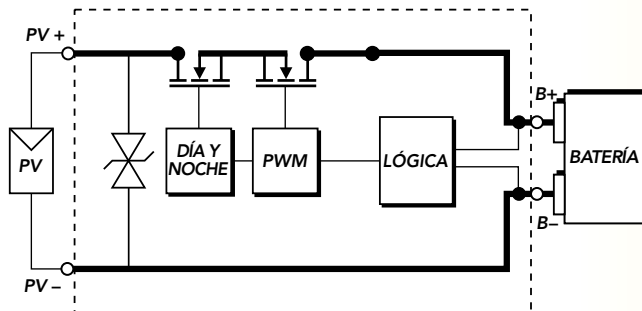 PV +
PV
DÍA Y
NOCHE
PWM
LÓGICA
B+
BATERÍA
B–
PV –